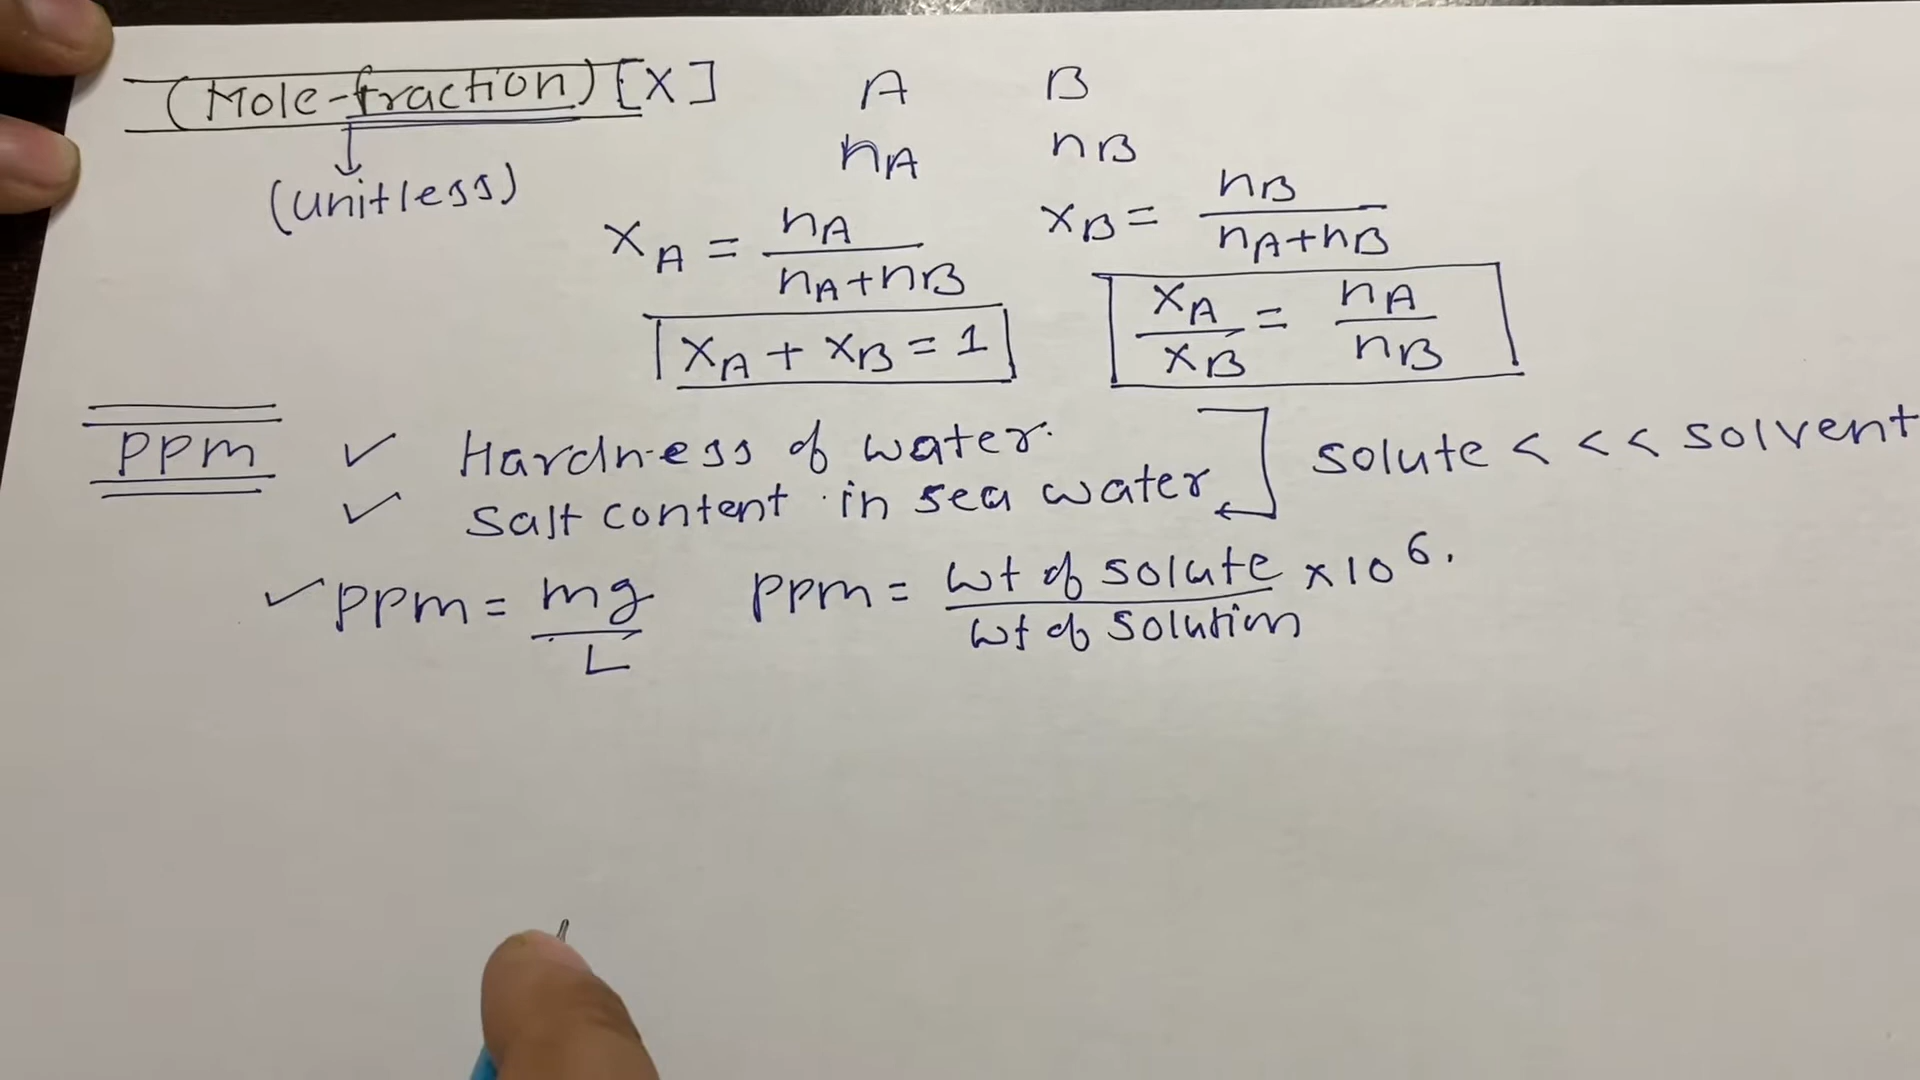 (Mole-fraction) [X] A B
nA nB
(unitless)
xA = nA / nA+nB xB = nB / nA+nB
xA + xB = 1 xA / xB = nA / nB
PPm ✓ Hardness of water.
✓ Salt content in sea water
solute < < < solvent
✓ PPm = mg / L PPm = wt of solute / wt of solution × 10⁶.